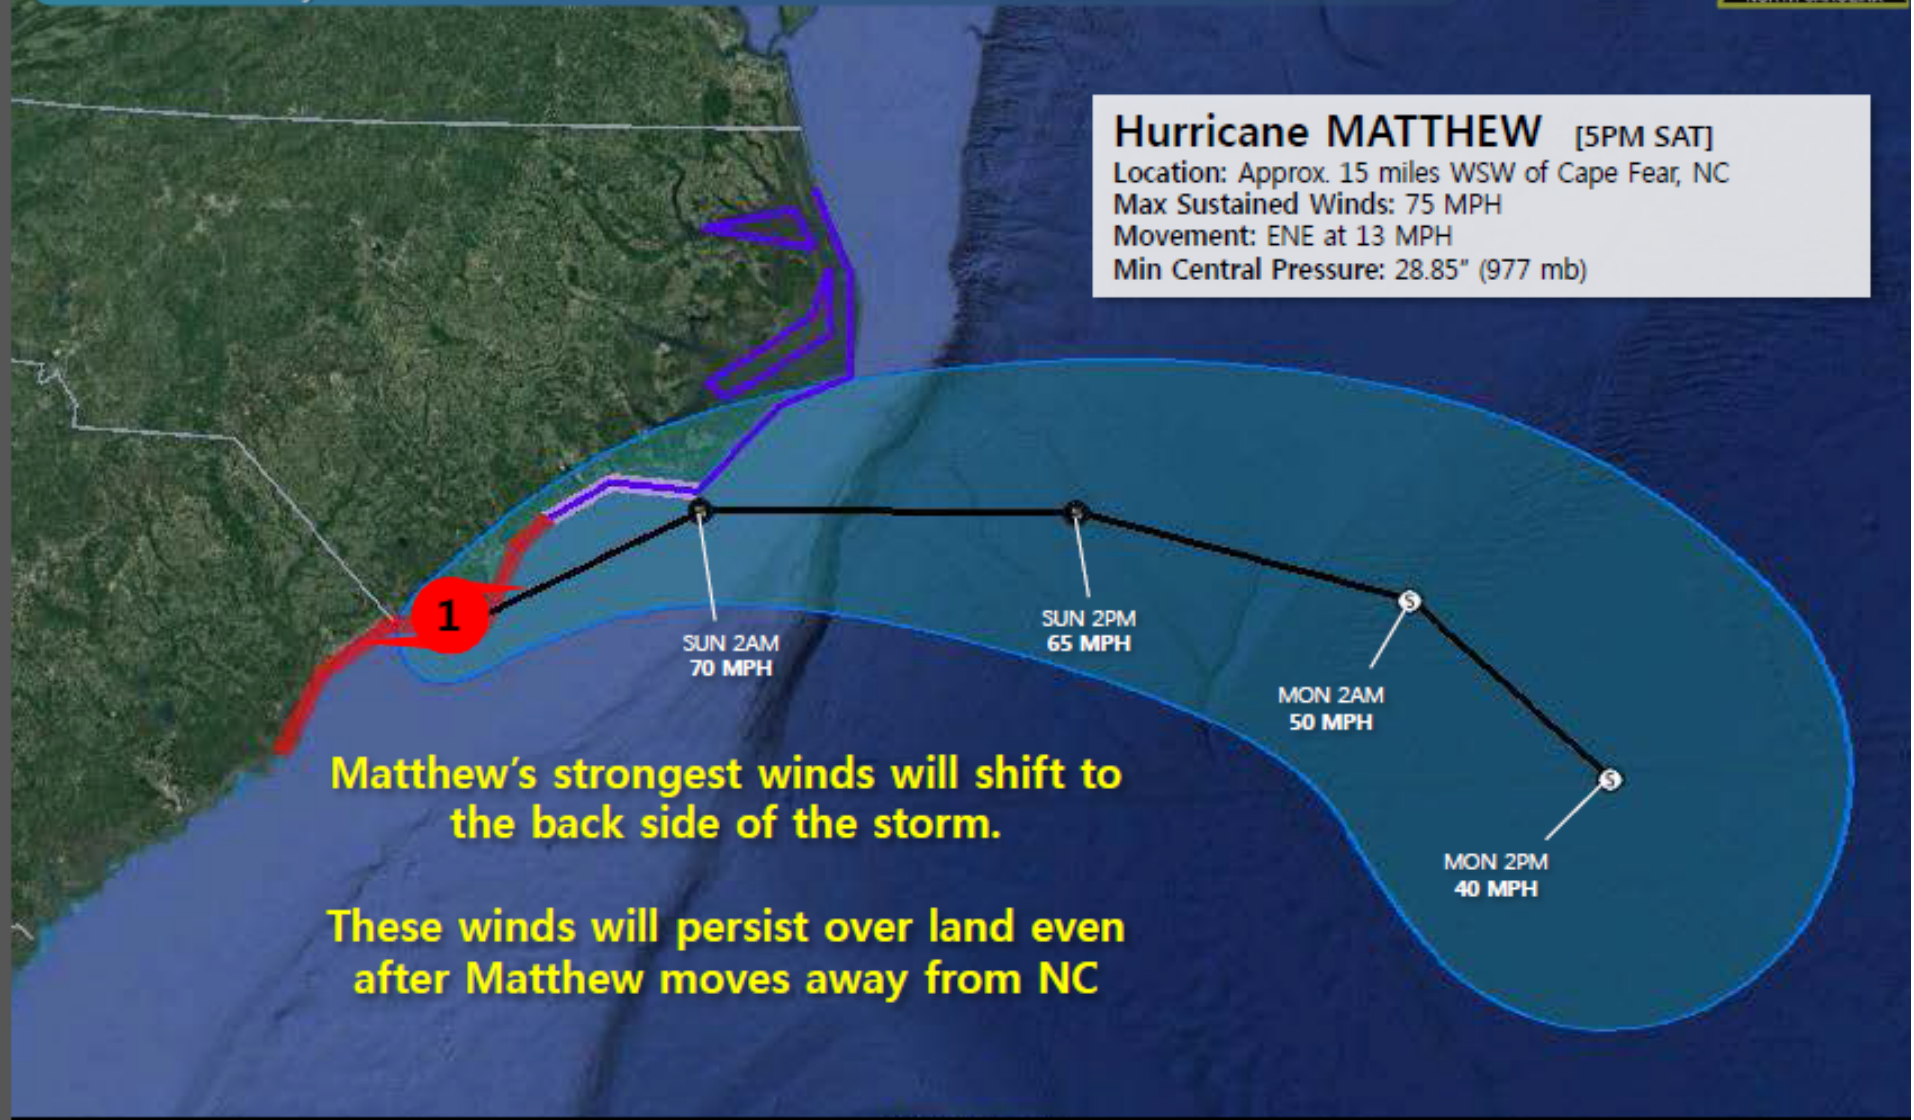 Hurricane MATTHEW [5PM SAT]
Location: Approx. 15 miles WSW of Cape Fear, NC
Max Sustained Winds: 75 MPH
Movement: ENE at 13 MPH
Min Central Pressure: 28.85" (977 mb)
1
SUN 2AM
70 MPH
SUN 2PM
65 MPH
S
MON 2AM
50 MPH
S
MON 2PM
40 MPH
Matthew's strongest winds will shift to
the back side of the storm.
These winds will persist over land even
after Matthew moves away from NC